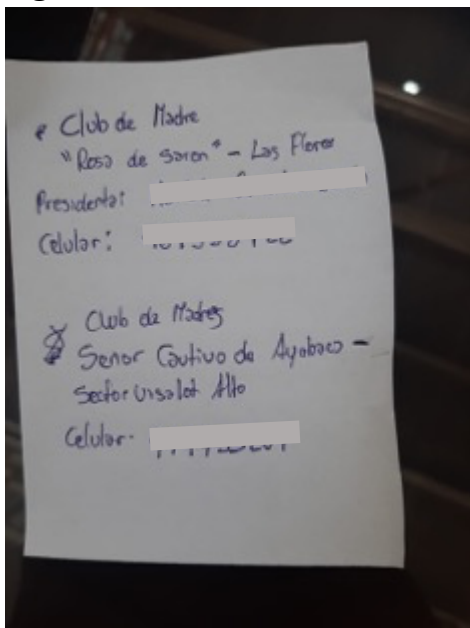 Club de Madre
"Rosa de Saron" - Las Flores
Presidenta:
Celular:
Club de Madres
Señor Cautivo de Ayabaca -
Sector Visalot Alto
Celular.